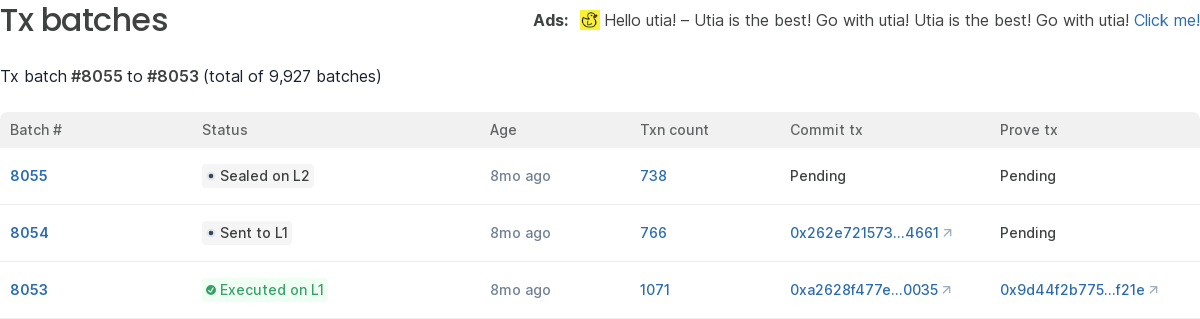 Tx batches
Ads: Hello utia! – Utia is the best! Go with utia! Utia is the best! Go with utia! Click me!
Tx batch #8055 to #8053 (total of 9,927 batches)
Batch # Status Age Txn count Commit tx Prove tx
8055 Sealed on L2 8mo ago 738 Pending Pending
8054 Sent to L1 8mo ago 766 0x262e721573...4661 Pending
8053 Executed on L1 8mo ago 1071 0xa2628f477e...0035 0x9d44f2b775...f21e